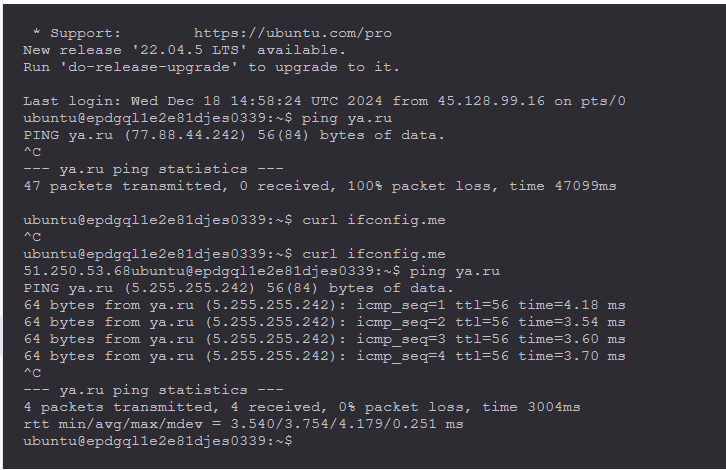 * Support:        https://ubuntu.com/pro
New release '22.04.5 LTS' available.
Run 'do-release-upgrade' to upgrade to it.
Last login: Wed Dec 18 14:58:24 UTC 2024 from 45.128.99.16 on pts/0
ubuntu@epdgql1e2e81djes0339:~$ ping ya.ru
PING ya.ru (77.88.44.242) 56(84) bytes of data.
^C
--- ya.ru ping statistics ---
47 packets transmitted, 0 received, 100% packet loss, time 47099ms
ubuntu@epdgql1e2e81djes0339:~$ curl ifconfig.me
^C
ubuntu@epdgql1e2e81djes0339:~$ curl ifconfig.me
51.250.53.68ubuntu@epdgql1e2e81djes0339:~$ ping ya.ru
PING ya.ru (5.255.255.242) 56(84) bytes of data.
64 bytes from ya.ru (5.255.255.242): icmp_seq=1 ttl=56 time=4.18 ms
64 bytes from ya.ru (5.255.255.242): icmp_seq=2 ttl=56 time=3.54 ms
64 bytes from ya.ru (5.255.255.242): icmp_seq=3 ttl=56 time=3.60 ms
64 bytes from ya.ru (5.255.255.242): icmp_seq=4 ttl=56 time=3.70 ms
^C
--- ya.ru ping statistics ---
4 packets transmitted, 4 received, 0% packet loss, time 3004ms
rtt min/avg/max/mdev = 3.540/3.754/4.179/0.251 ms
ubuntu@epdgql1e2e81djes0339:~$